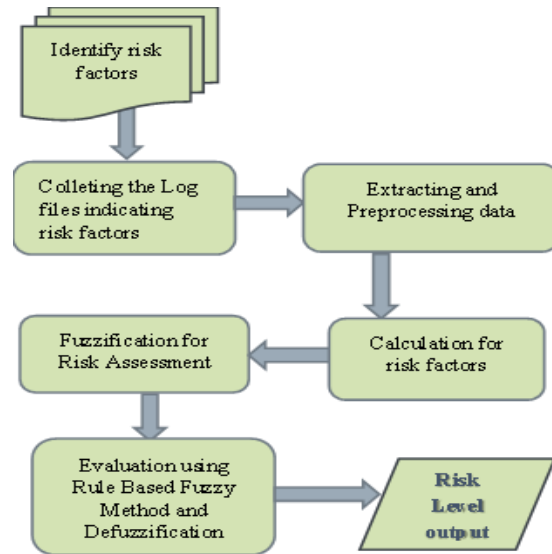 Identify risk
factors
Colleting the Log
files indicating
risk factors
Extracting and
Preprocessing data
Calculation for
risk factors
Fuzzification for
Risk Assessment
Evaluation using
Rule Based Fuzzy
Method and
Defuzzification
Risk
Level
output